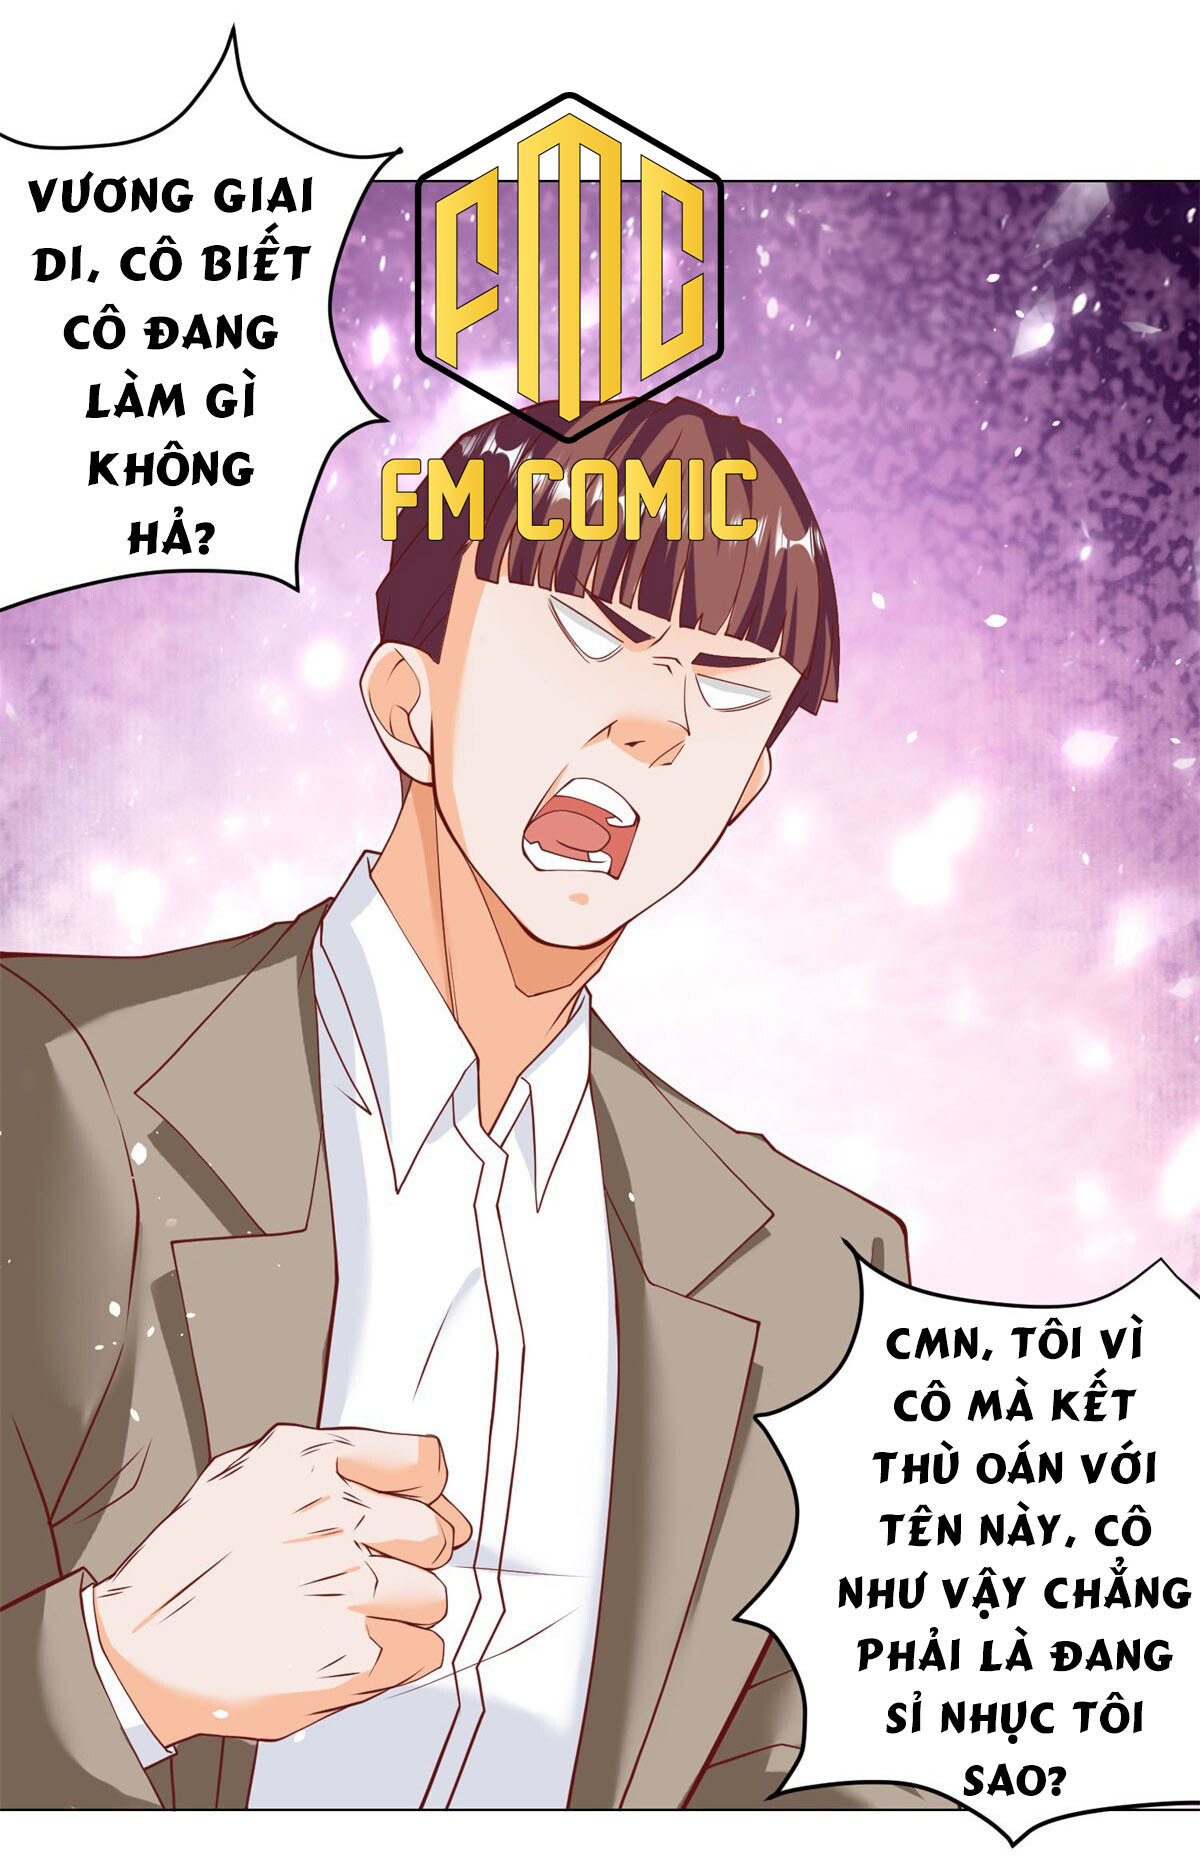 FMC
VƯƠNG GIAI
DI, CÔ BIẾT
CÔ ĐANG
LÀM GÌ
KHÔNG
HẢ?
FM COMIC
CMN, TÔI VÌ
CÔ MÀ KẾT
THÙ OÁN VỚI
TÊN NÀY, CÔ
NHƯ VẬY CHẲNG
PHẢI LÀ ĐANG
SỈ NHỤC TÔI
SAO?